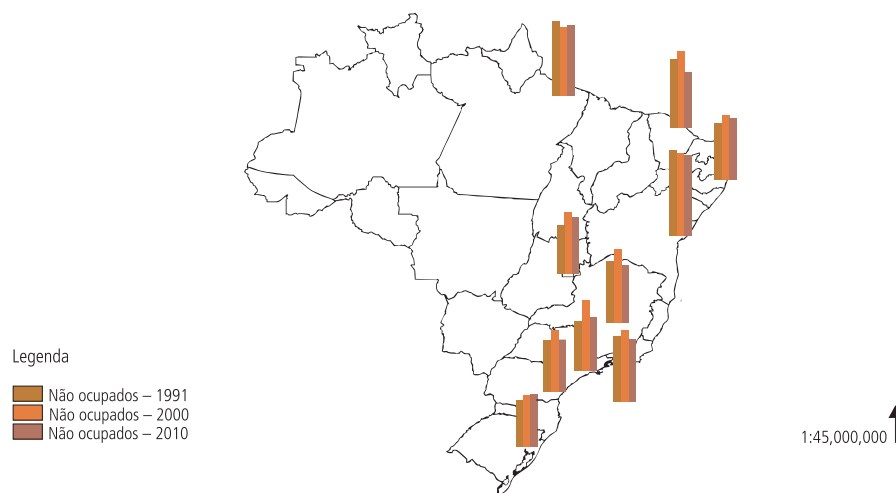 Legenda
Não ocupados – 1991
Não ocupados – 2000
Não ocupados – 2010
1:45,000,000